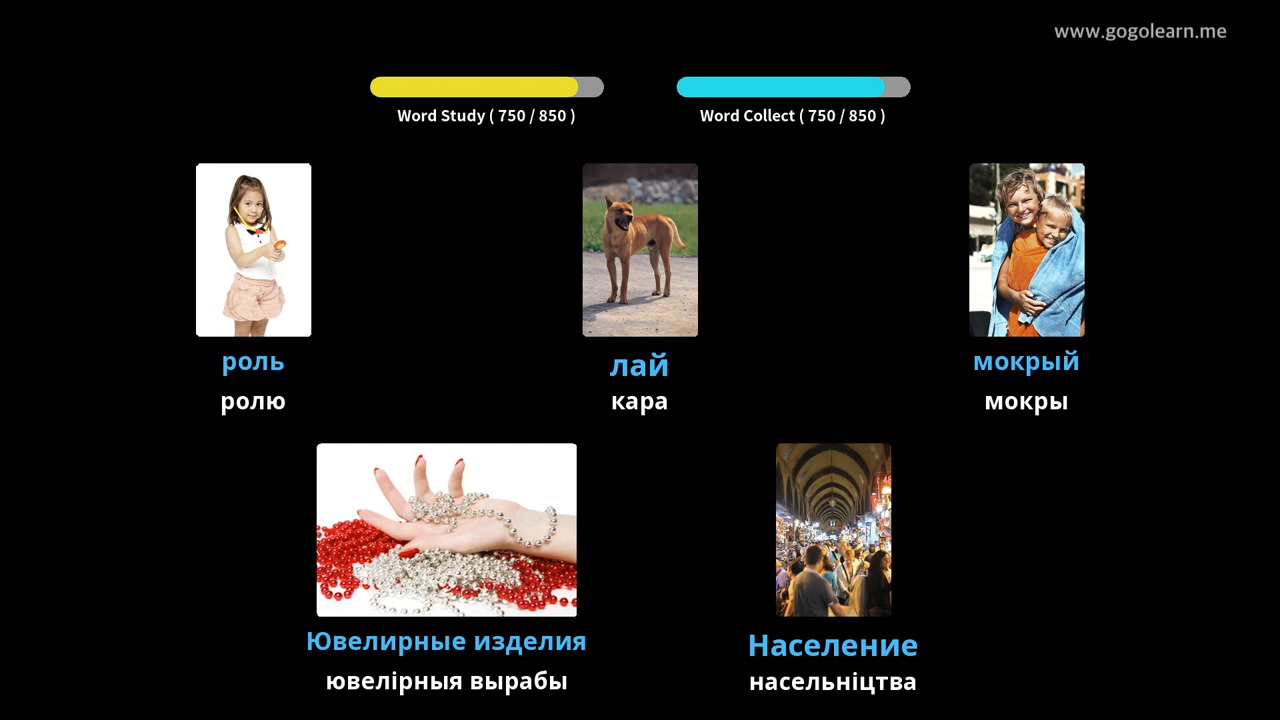 www.gogolearn.me
Word Study ( 750 / 850 )
Word Collect ( 750 / 850 )
роль
ролю
лай
кара
мокрый
мокры
Ювелирные изделия
ювелірныя вырабы
Население
насельніцтва